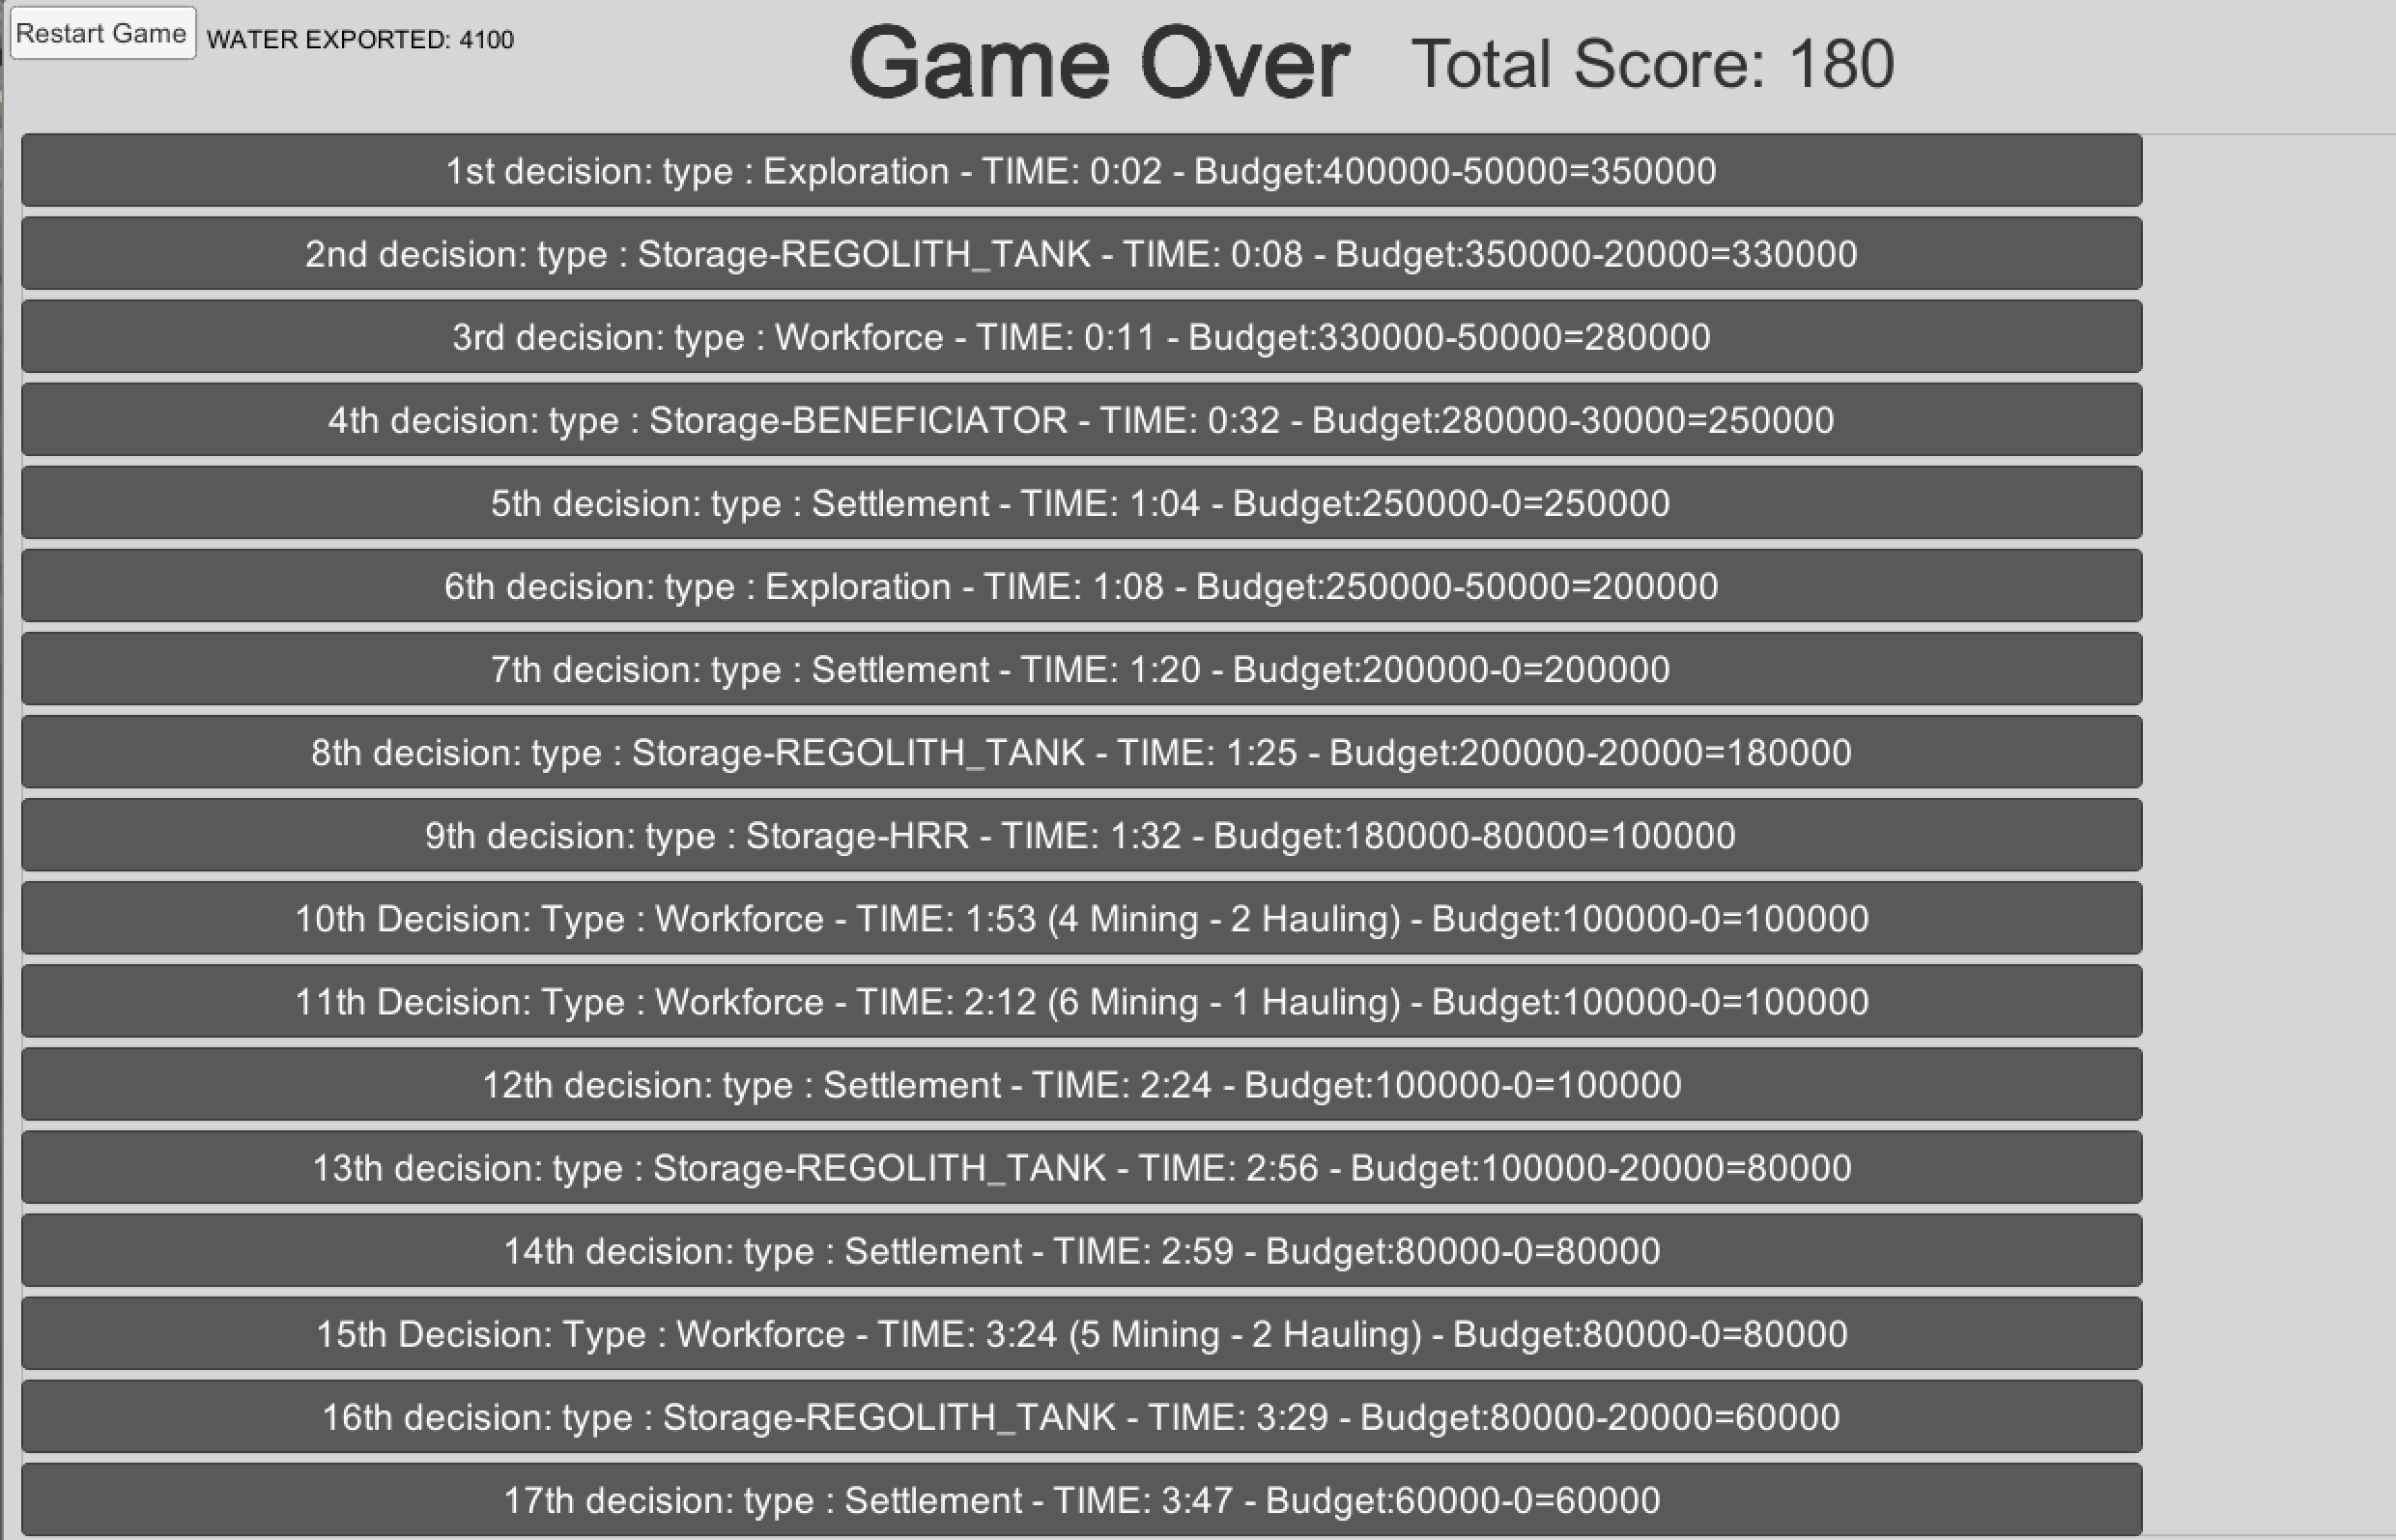 Restart Game
WATER EXPORTED: 4100
Game Over
Total Score: 180
1st decision: type : Exploration - TIME: 0:02 - Budget:400000-50000=350000
2nd decision: type : Storage-REGOLITH_TANK - TIME: 0:08 - Budget:350000-20000=330000
3rd decision: type : Workforce - TIME: 0:11 - Budget:330000-50000=280000
4th decision: type : Storage-BENEFICIATOR - TIME: 0:32 - Budget:280000-30000=250000
5th decision: type : Settlement - TIME: 1:04 - Budget:250000-0=250000
6th decision: type : Exploration - TIME: 1:08 - Budget:250000-50000=200000
7th decision: type : Settlement - TIME: 1:20 - Budget:200000-0=200000
8th decision: type : Storage-REGOLITH_TANK - TIME: 1:25 - Budget:200000-20000=180000
9th decision: type : Storage-HRR - TIME: 1:32 - Budget:180000-80000=100000
10th Decision: Type : Workforce - TIME: 1:53 (4 Mining - 2 Hauling) - Budget:100000-0=100000
11th Decision: Type : Workforce - TIME: 2:12 (6 Mining - 1 Hauling) - Budget:100000-0=100000
12th decision: type : Settlement - TIME: 2:24 - Budget:100000-0=100000
13th decision: type : Storage-REGOLITH_TANK - TIME: 2:56 - Budget:100000-20000=80000
14th decision: type : Settlement - TIME: 2:59 - Budget:80000-0=80000
15th Decision: Type : Workforce - TIME: 3:24 (5 Mining - 2 Hauling) - Budget:80000-0=80000
16th decision: type : Storage-REGOLITH_TANK - TIME: 3:29 - Budget:80000-20000=60000
17th decision: type : Settlement - TIME: 3:47 - Budget:60000-0=60000